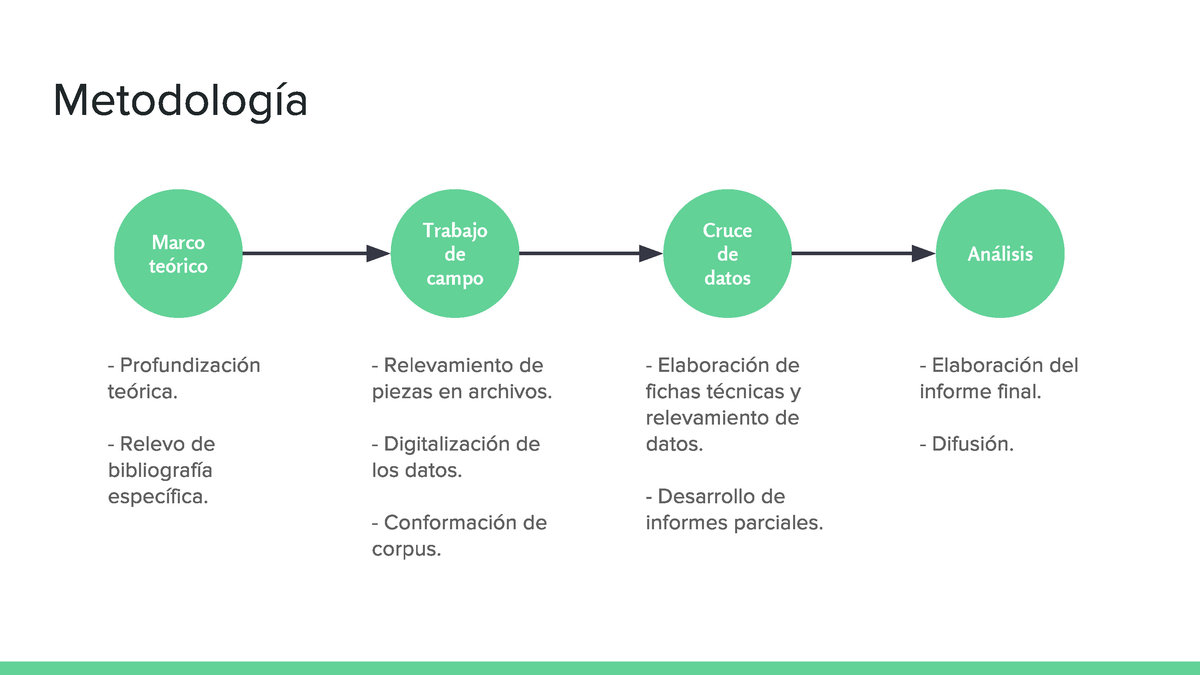 Metodología
Marco
teórico
Trabajo
de
campo
Cruce
de
datos
Análisis
- Profundización
teórica.
- Relevo de
bibliografía
específica.
- Relevamiento de
piezas en archivos.
- Digitalización de
los datos.
- Conformación de
corpus.
- Elaboración de
fichas técnicas y
relevamiento de
datos.
- Desarrollo de
informes parciales.
- Elaboración del
informe final.
- Difusión.